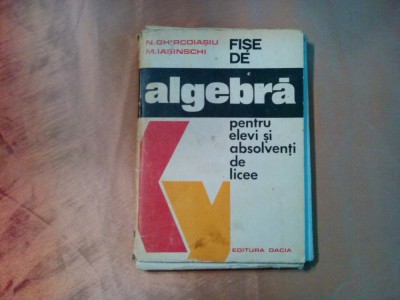 N.GHIRCOIAȘIU
M.IASINSCHI
FIȘE
DE
algebră
pentru
elevi și
absolvenți
de
licee
EDITURA DACIA